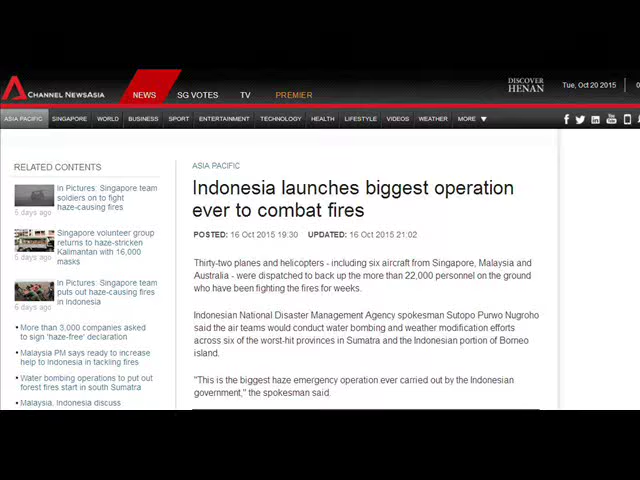 CHANNEL NEWSASIA
NEWS SG VOTES TV PREMIER
DISCOVER
HENAN
Tue, Oct 20 2015
ASIA PACIFIC SINGAPORE WORLD BUSINESS SPORT ENTERTAINMENT TECHNOLOGY HEALTH LIFESTYLE VIDEOS WEATHER MORE
RELATED CONTENTS
In Pictures: Singapore team
soldiers on to fight
haze-causing fires
5 days ago
Singapore volunteer group
returns to haze-stricken
Kalimantan with 16,000
masks
5 days ago
In Pictures: Singapore team
puts out haze-causing fires
in Indonesia
6 days ago
More than 3,000 companies asked
to sign 'haze-free' declaration
Malaysia PM says ready to increase
help to Indonesia in tackling fires
Water bombing operations to put out
forest fires start in south Sumatra
Malaysia, Indonesia discuss
ASIA PACIFIC
Indonesia launches biggest operation
ever to combat fires
POSTED: 16 Oct 2015 19:30 UPDATED: 16 Oct 2015 21:02
Thirty-two planes and helicopters - including six aircraft from Singapore, Malaysia and
Australia - were dispatched to back up the more than 22,000 personnel on the ground
who have been fighting the fires for weeks.
Indonesian National Disaster Management Agency spokesman Sutopo Purwo Nugroho
said the air teams would conduct water bombing and weather modification efforts
across six of the worst-hit provinces in Sumatra and the Indonesian portion of Borneo
island.
"This is the biggest haze emergency operation ever carried out by the Indonesian
government," the spokesman said.